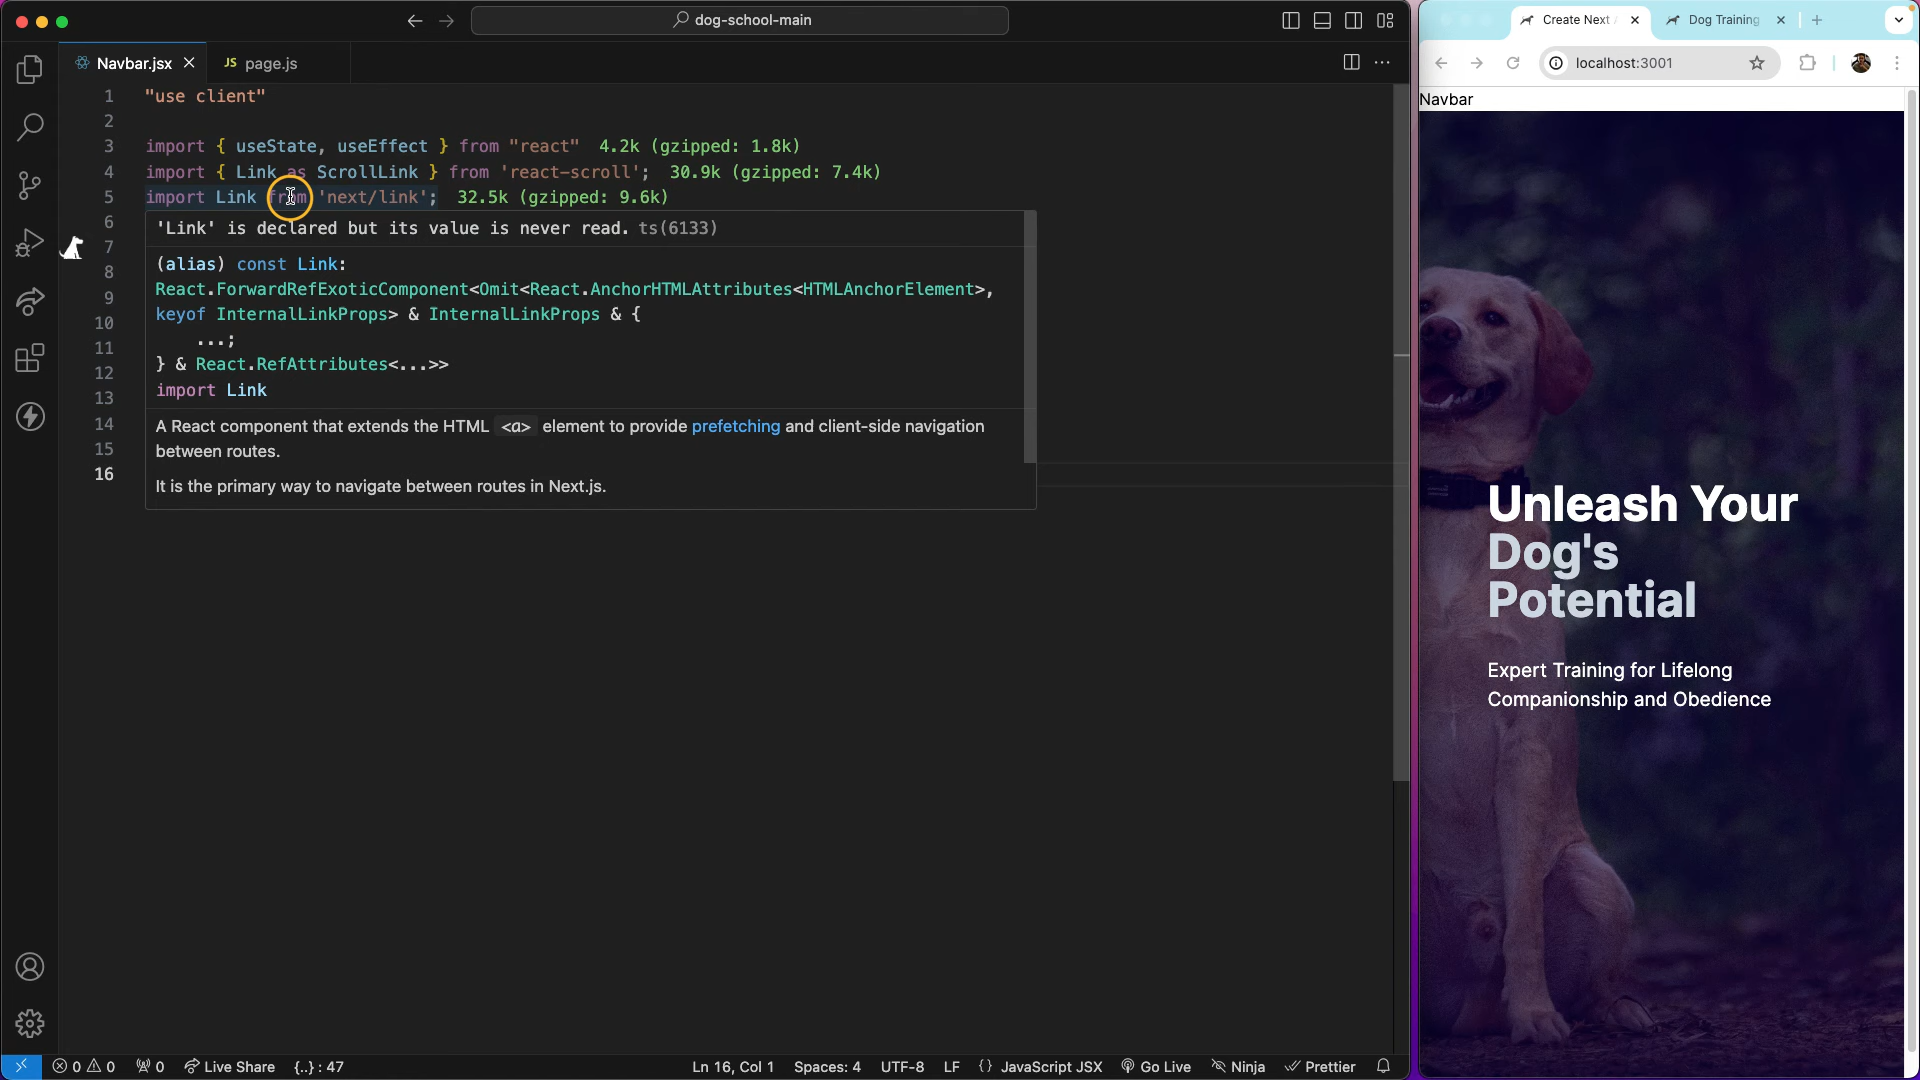 dog-school-main
Navbar.jsx
JS page.js
1 "use client"
2
3 import { useState, useEffect } from "react" 4.2k (gzipped: 1.8k)
4 import { Link as ScrollLink } from 'react-scroll'; 30.9k (gzipped: 7.4k)
5 import Link from 'next/link'; 32.5k (gzipped: 9.6k)
6
7
8
9
10
11
12
13
14
15
16
'Link' is declared but its value is never read. ts(6133)
(alias) const Link:
React.ForwardRefExoticComponent<Omit<React.AnchorHTMLAttributes<HTMLAnchorElement>,
keyof InternalLinkProps> & InternalLinkProps & {
...;
} & React.RefAttributes<...>>
import Link
A React component that extends the HTML <a> element to provide prefetching and client-side navigation
between routes.
It is the primary way to navigate between routes in Next.js.
0 0 0 Live Share {..} : 47 Ln 16, Col 1 Spaces: 4 UTF-8 LF {} JavaScript JSX Go Live Ninja Prettier
Create Next
Dog Training
localhost:3001
Navbar
Unleash Your
Dog's
Potential
Expert Training for Lifelong
Companionship and Obedience